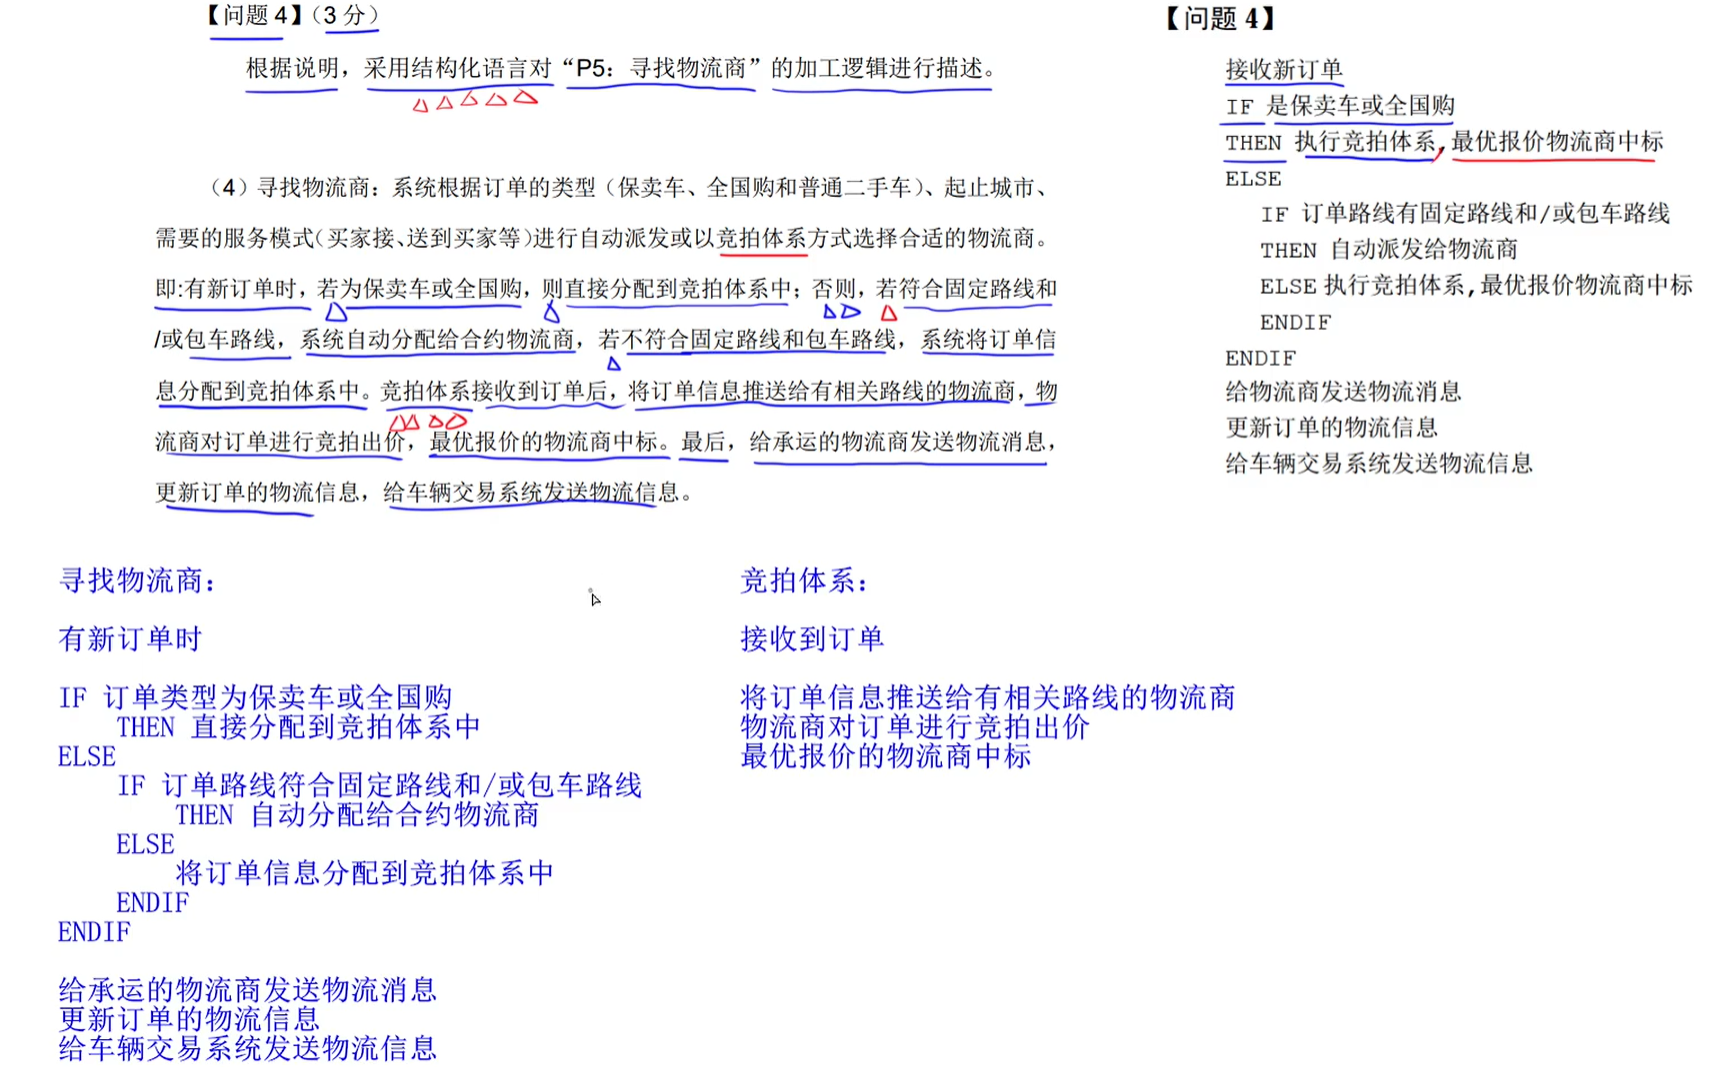 【问题 4】（3 分）
根据说明，采用结构化语言对“P5：寻找物流商”的加工逻辑进行描述。
（4）寻找物流商：系统根据订单的类型（保卖车、全国购和普通二手车）、起止城市、
需要的服务模式（买家接、送到买家等）进行自动派发或以竞拍体系方式选择合适的物流商。
即:有新订单时，若为保卖车或全国购，则直接分配到竞拍体系中；否则，若符合固定路线和
/或包车路线，系统自动分配给合约物流商，若不符合固定路线和包车路线，系统将订单信
息分配到竞拍体系中。竞拍体系接收到订单后，将订单信息推送给有相关路线的物流商，物
流商对订单进行竞拍出价，最优报价的物流商中标。最后，给承运的物流商发送物流消息，
更新订单的物流信息，给车辆交易系统发送物流信息。
【问题 4】
接收新订单
IF 是保卖车或全国购
THEN 执行竞拍体系,最优报价物流商中标
ELSE
IF 订单路线有固定路线和/或包车路线
THEN 自动派发给物流商
ELSE 执行竞拍体系,最优报价物流商中标
ENDIF
ENDIF
给物流商发送物流消息
更新订单的物流信息
给车辆交易系统发送物流信息
寻找物流商：
有新订单时
IF 订单类型为保卖车或全国购
THEN 直接分配到竞拍体系中
ELSE
IF 订单路线符合固定路线和/或包车路线
THEN 自动分配给合约物流商
ELSE
将订单信息分配到竞拍体系中
ENDIF
ENDIF
给承运的物流商发送物流消息
更新订单的物流信息
给车辆交易系统发送物流信息
竞拍体系：
接收到订单
将订单信息推送给有相关路线的物流商
物流商对订单进行竞拍出价
最优报价的物流商中标